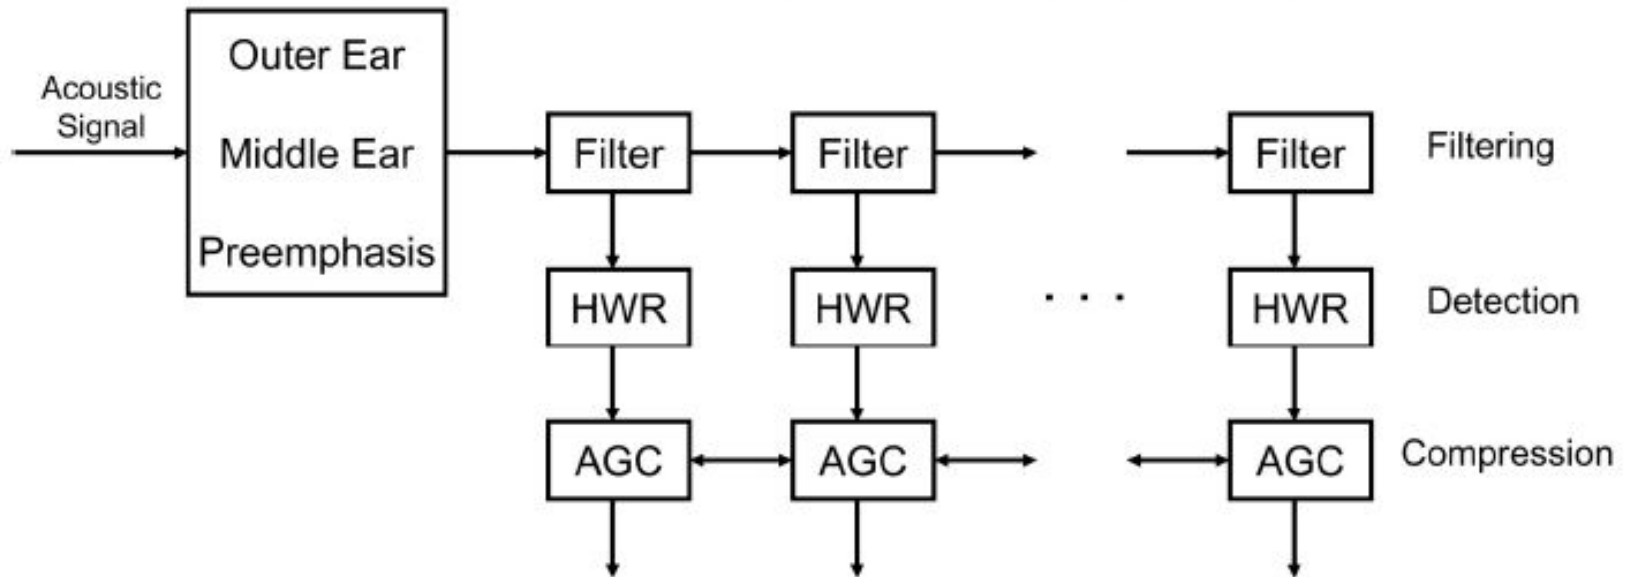 Acoustic
Signal
Outer Ear
Middle Ear
Preemphasis
Filter
Filter
Filter
Filtering
HWR
HWR
. . .
HWR
Detection
AGC
AGC
AGC
Compression